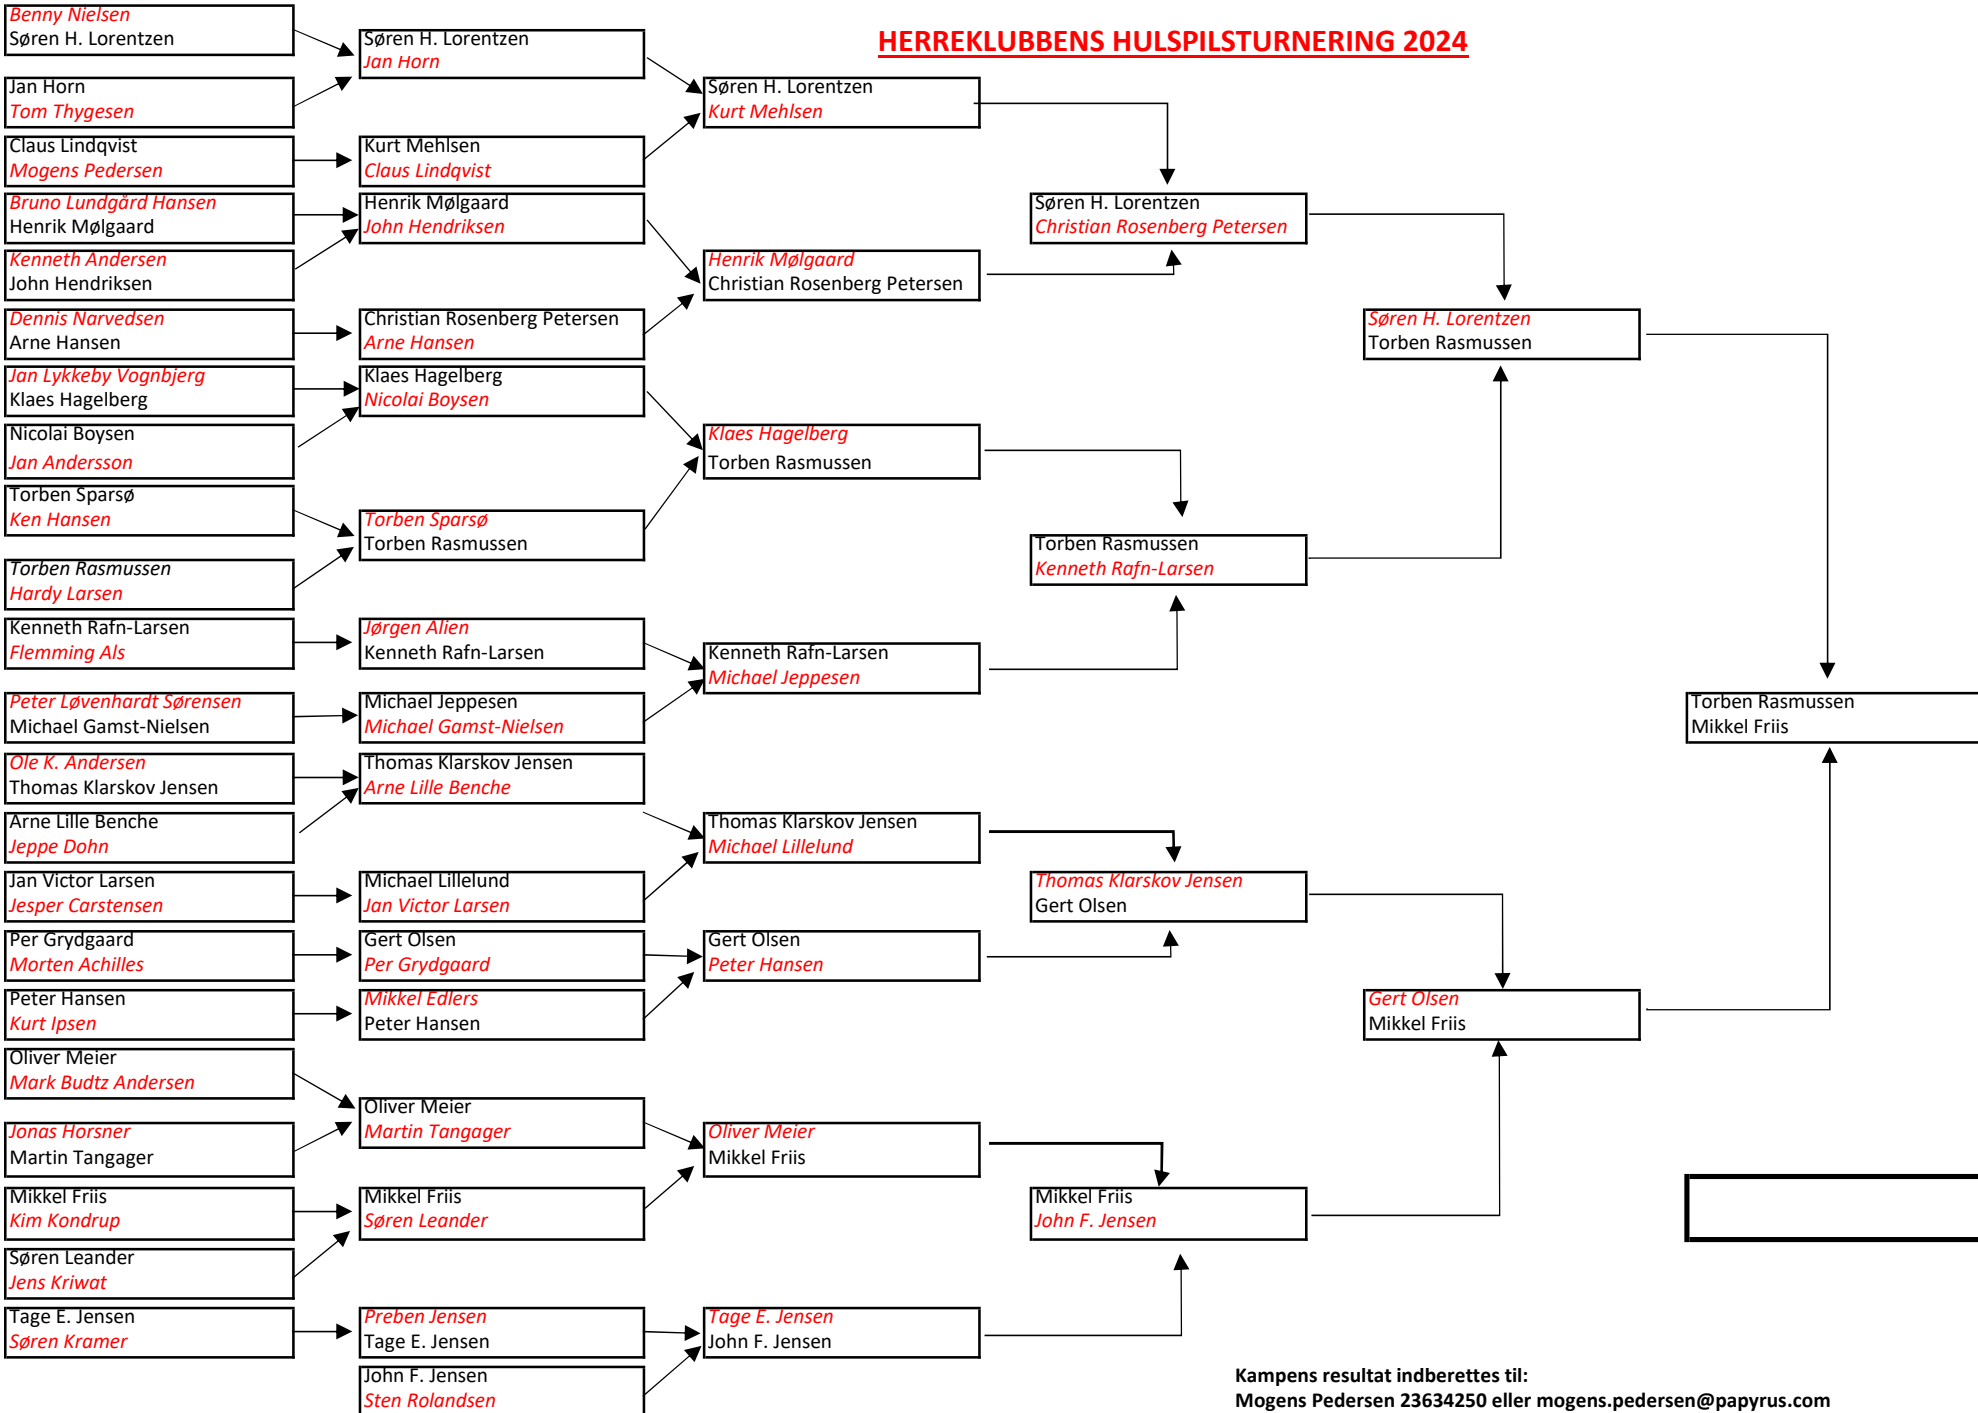 HERREKLUBBENS HULSPILSTURNERING 2024
Benny Nielsen
Søren H. Lorentzen
Jan Horn
Tom Thygesen
Claus Lindqvist
Mogens Pedersen
Bruno Lundgård Hansen
Henrik Mølgaard
Kenneth Andersen
John Hendriksen
Dennis Narvedsen
Arne Hansen
Jan Lykkeby Vognbjerg
Klaes Hagelberg
Nicolai Boysen
Jan Andersson
Torben Sparsø
Ken Hansen
Torben Rasmussen
Hardy Larsen
Kenneth Rafn-Larsen
Flemming Als
Peter Løvenhardt Sørensen
Michael Gamst-Nielsen
Ole K. Andersen
Thomas Klarskov Jensen
Arne Lille Benche
Jeppe Dohn
Jan Victor Larsen
Jesper Carstensen
Per Grydgaard
Morten Achilles
Peter Hansen
Kurt Ipsen
Oliver Meier
Mark Budtz Andersen
Jonas Horsner
Martin Tangager
Mikkel Friis
Kim Kondrup
Søren Leander
Jens Kriwat
Tage E. Jensen
Søren Kramer
Søren H. Lorentzen
Jan Horn
Kurt Mehlsen
Claus Lindqvist
Henrik Mølgaard
John Hendriksen
Christian Rosenberg Petersen
Arne Hansen
Klaes Hagelberg
Nicolai Boysen
Torben Sparsø
Torben Rasmussen
Jørgen Alien
Kenneth Rafn-Larsen
Michael Jeppesen
Michael Gamst-Nielsen
Thomas Klarskov Jensen
Arne Lille Benche
Michael Lillelund
Jan Victor Larsen
Gert Olsen
Per Grydgaard
Mikkel Edlers
Peter Hansen
Oliver Meier
Martin Tangager
Mikkel Friis
Søren Leander
Preben Jensen
Tage E. Jensen
John F. Jensen
Sten Rolandsen
Søren H. Lorentzen
Kurt Mehlsen
Henrik Mølgaard
Christian Rosenberg Petersen
Klaes Hagelberg
Torben Rasmussen
Kenneth Rafn-Larsen
Michael Jeppesen
Thomas Klarskov Jensen
Michael Lillelund
Gert Olsen
Peter Hansen
Oliver Meier
Mikkel Friis
Tage E. Jensen
John F. Jensen
Søren H. Lorentzen
Christian Rosenberg Petersen
Torben Rasmussen
Kenneth Rafn-Larsen
Thomas Klarskov Jensen
Gert Olsen
Mikkel Friis
John F. Jensen
Søren H. Lorentzen
Torben Rasmussen
Gert Olsen
Mikkel Friis
Torben Rasmussen
Mikkel Friis
Kampens resultat indberettes til:
Mogens Pedersen 23634250 eller mogens.pedersen@papyrus.com